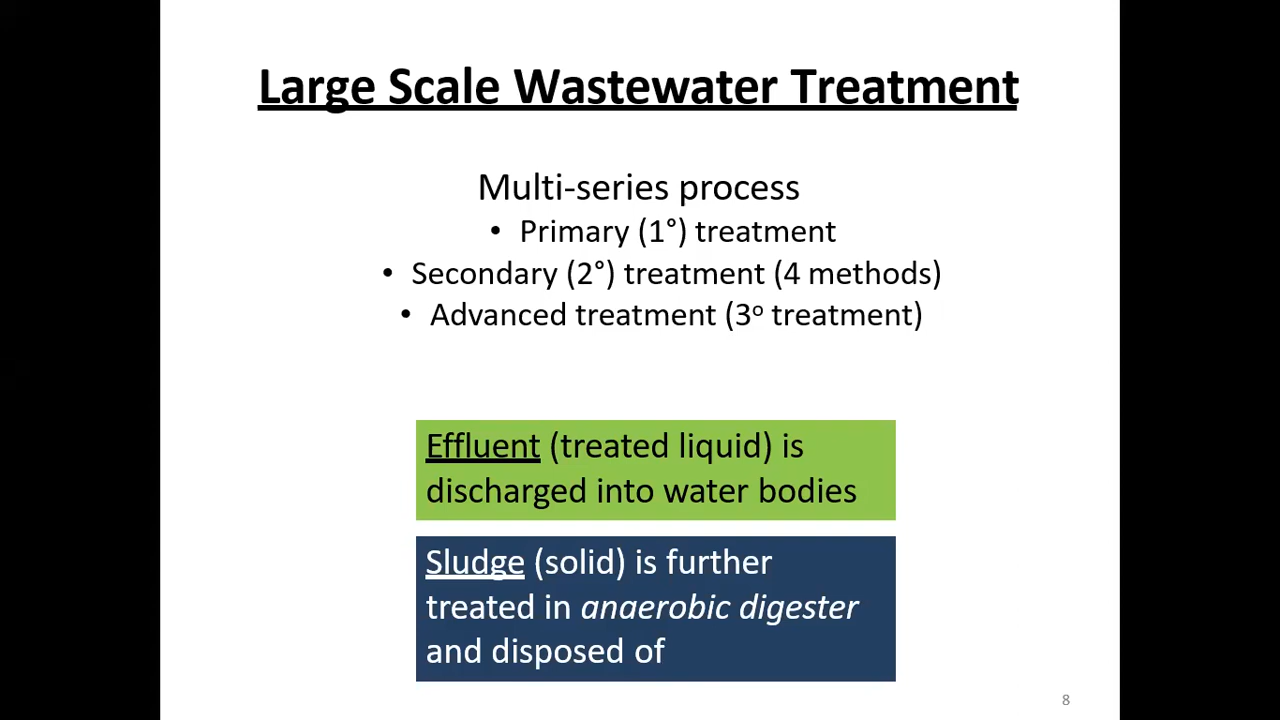 Large Scale Wastewater Treatment
Multi-series process
• Primary (1°) treatment
• Secondary (2°) treatment (4 methods)
• Advanced treatment (3º treatment)
Effluent (treated liquid) is
discharged into water bodies
Sludge (solid) is further
treated in anaerobic digester
and disposed of
8